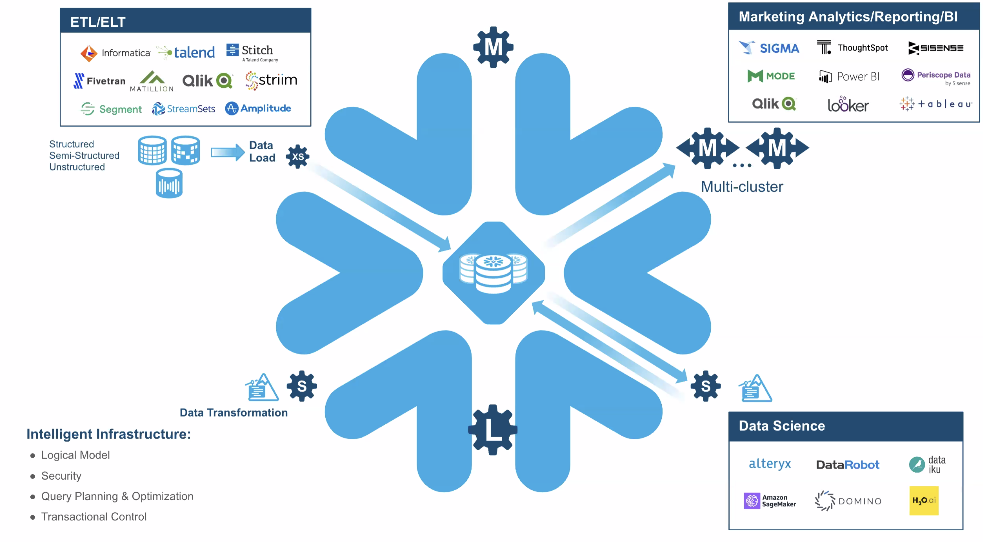 ETL/ELT
Informatica
talend
Stitch
A Talend Company
Fivetran
MATILLION
Qlik
striim
Segment
StreamSets
Amplitude
Structured
Semi-Structured
Unstructured
Data
Load
XS
M
Marketing Analytics/Reporting/BI
SIGMA
ThoughtSpot
SISENSE
MODE
Power BI
Periscope Data
by Sisense
Qlik
looker
+ a b l e a u
M
...
M
Multi-cluster
S
Data Transformation
Intelligent Infrastructure:
● Logical Model
● Security
● Query Planning & Optimization
● Transactional Control
L
S
Data Science
alteryx
DataRobot
data
iku
Amazon
SageMaker
DOMINO
H2O.ai